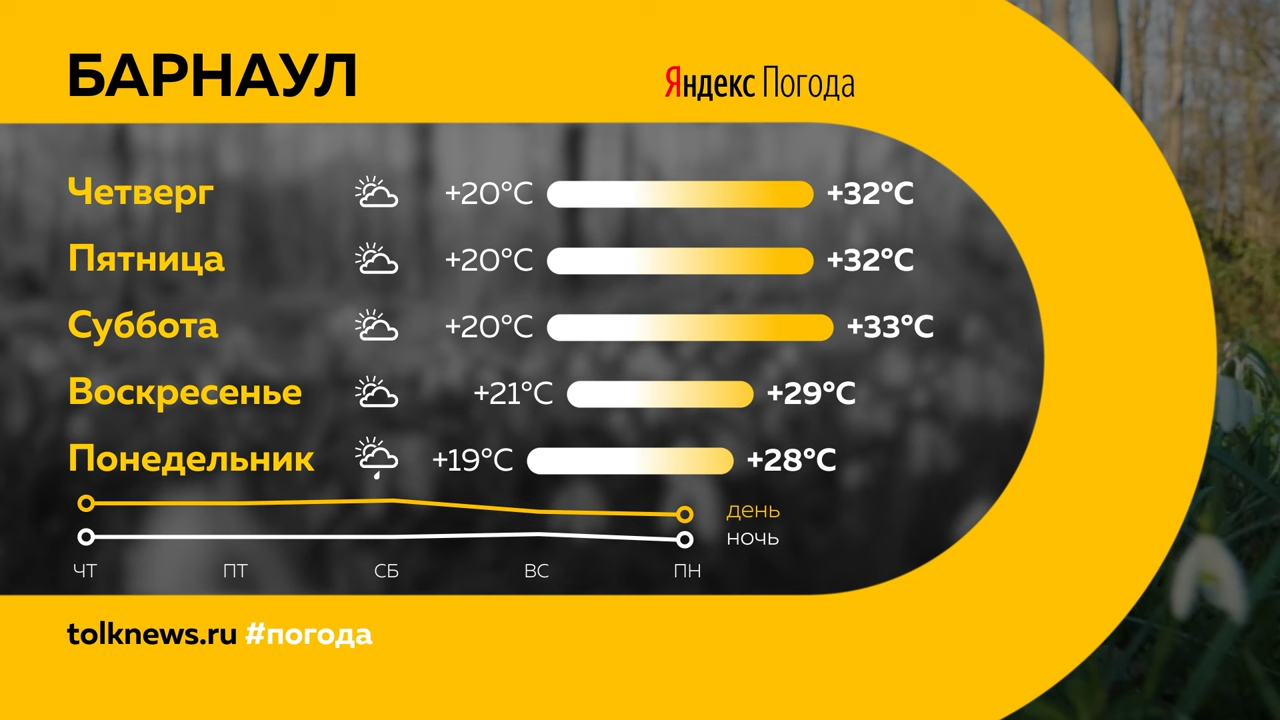 БАРНАУЛ
Яндекс Погода
Четверг +20°C +32°C
Пятница +20°C +32°C
Суббота +20°C +33°C
Воскресенье +21°C +29°C
Понедельник +19°C +28°C
день
ночь
ЧТ ПТ СБ ВС ПН
tolknews.ru #погода